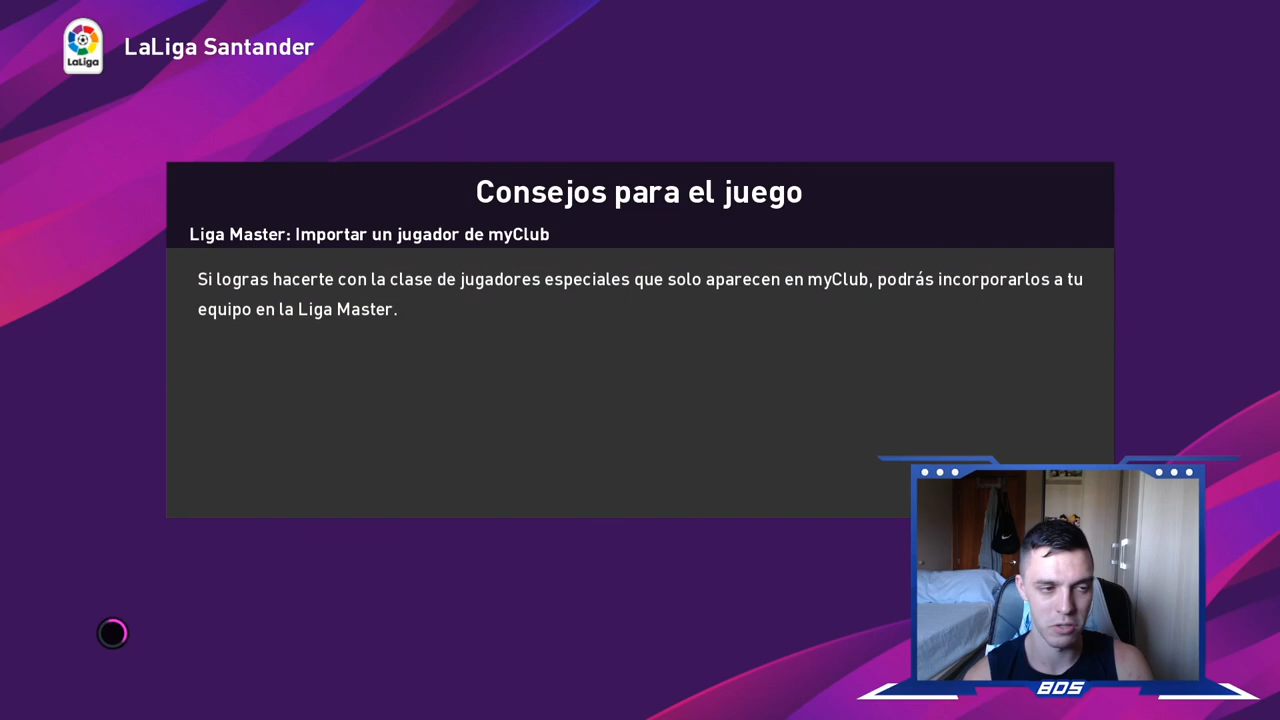 LaLiga
LaLiga Santander
Consejos para el juego
Liga Master: Importar un jugador de myClub
Si logras hacerte con la clase de jugadores especiales que solo aparecen en myClub, podrás incorporarlos a tu
equipo en la Liga Master.
BDS